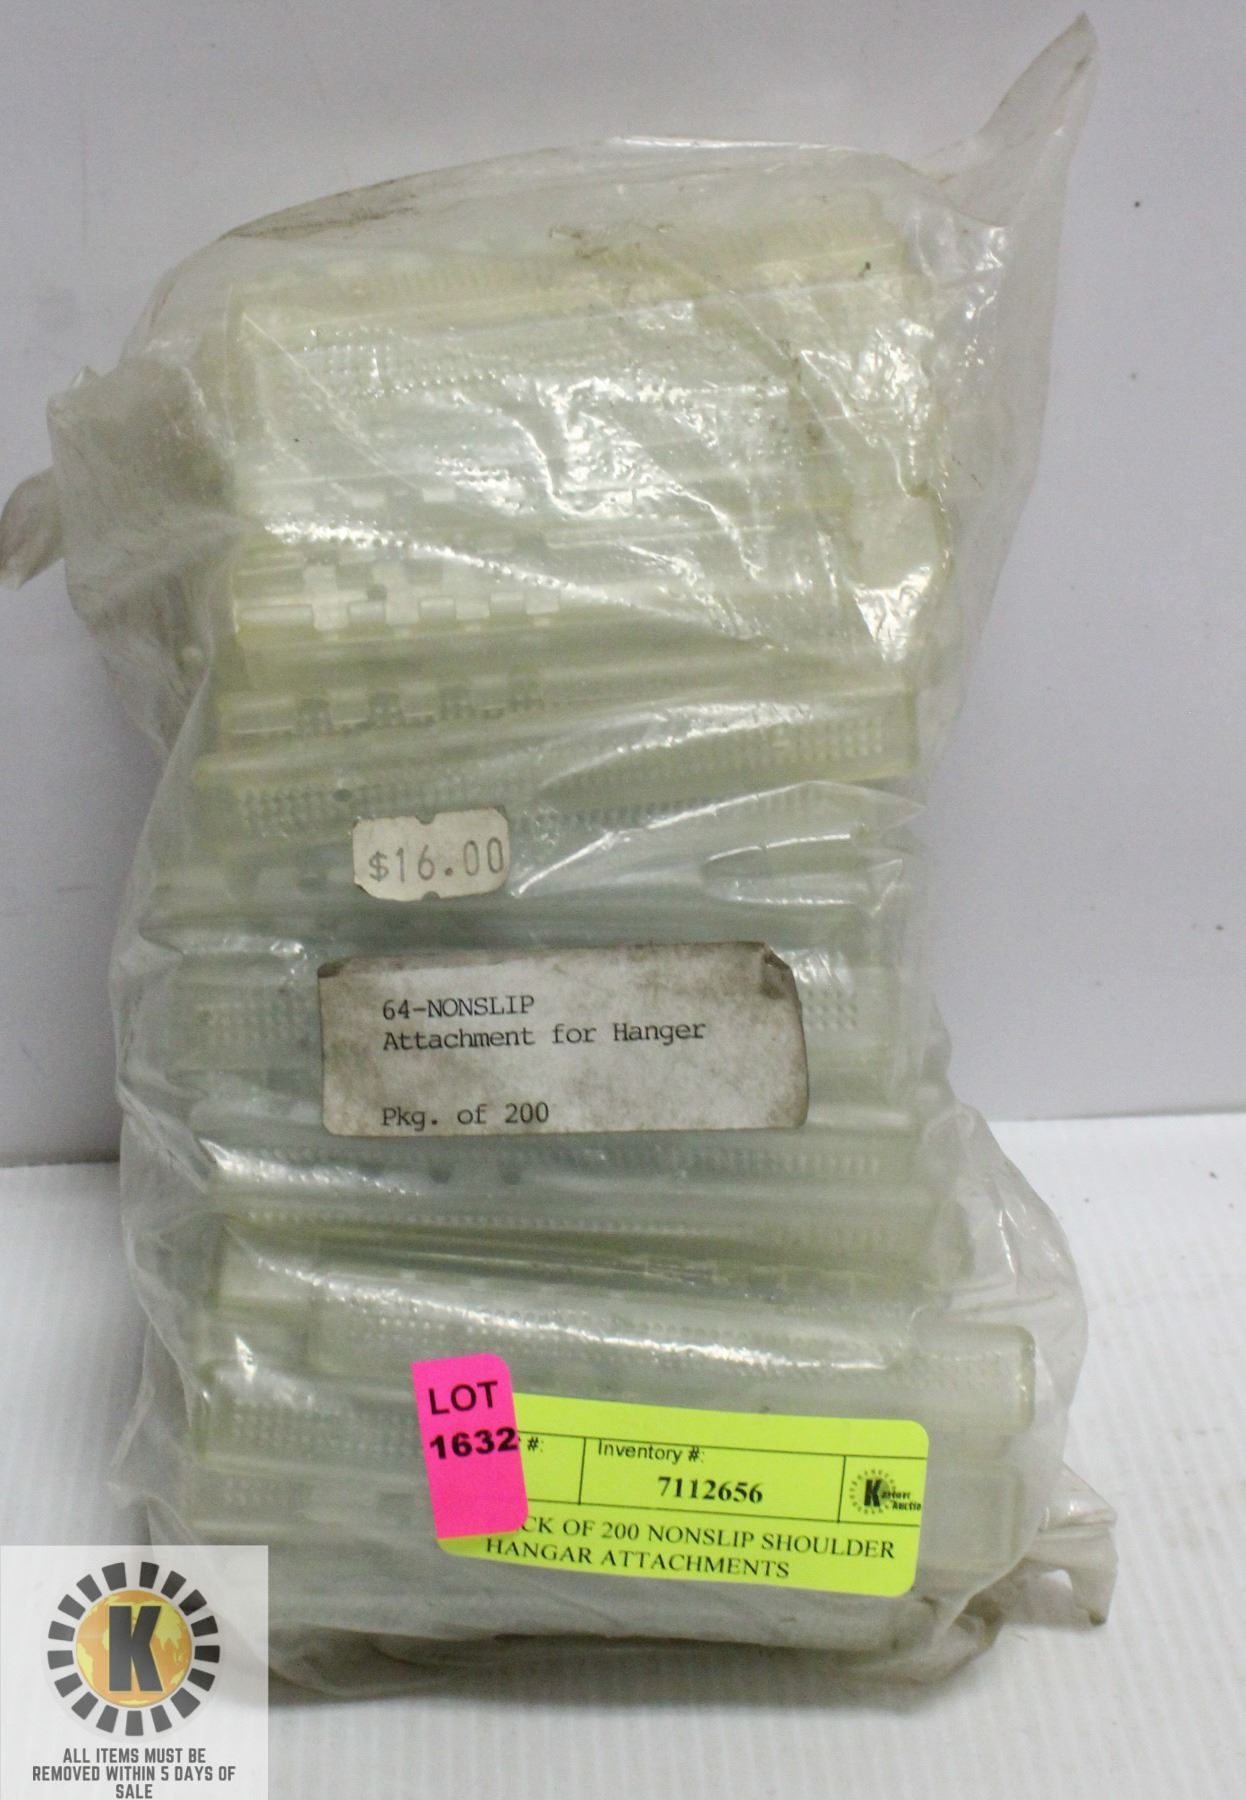 $16.00
64-NONSLIP
Attachment for Hanger
Pkg. of 200
LOT
1632
#:
Inventory #:
7112656
K
Auctio
CK OF 200 NONSLIP SHOULDER
HANGAR ATTACHMENTS
K
ALL ITEMS MUST BE
REMOVED WITHIN 5 DAYS OF
SALE